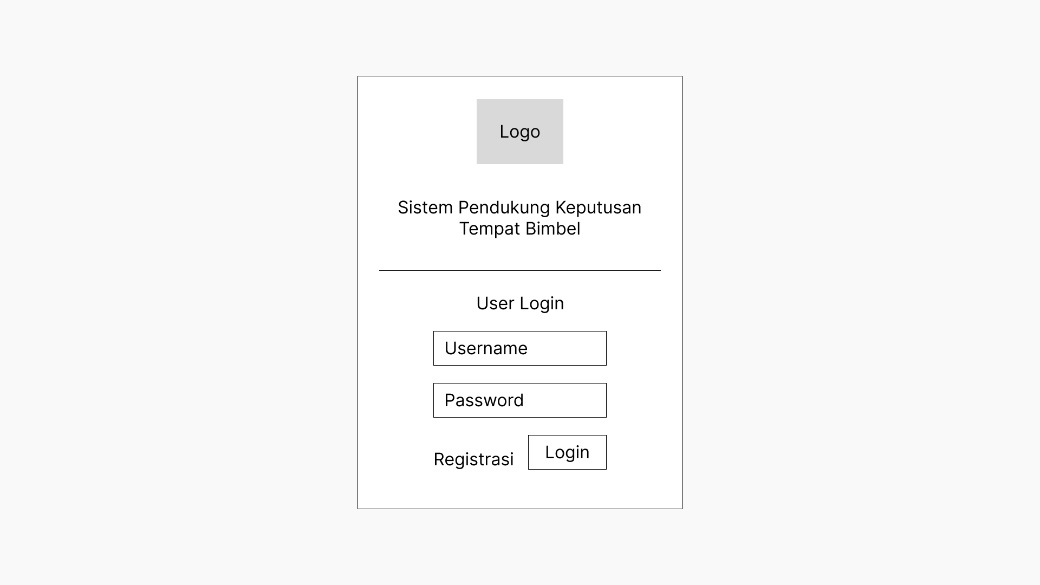 Logo
Sistem Pendukung Keputusan
Tempat Bimbel
User Login
Username
Password
Registrasi
Login